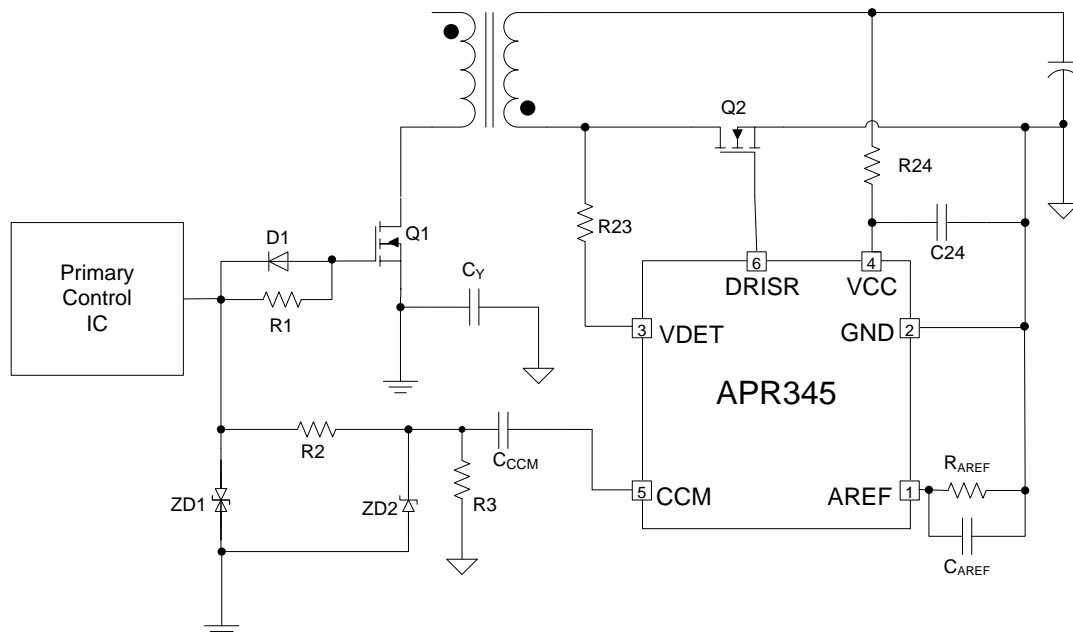 Q2
R24
R23
D1
Q1
C24
Primary
Control
IC
CY
6
4
DRISR
VCC
R1
3
VDET
GND
2
APR345
R2
CCCM
RAREF
ZD1
ZD2
R3
5
CCM
AREF
1
CAREF